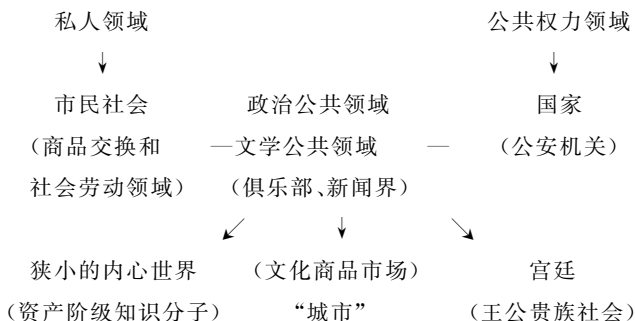 私人领域 公共权力领域
↓ ↓
市民社会 政治公共领域 国家
(商品交换和 —文学公共领域 — (公安机关)
社会劳动领域) (俱乐部、新闻界)
↙ ↓ ↘
狭小的内心世界 (文化商品市场) 宫廷
(资产阶级知识分子) “城市” (王公贵族社会)